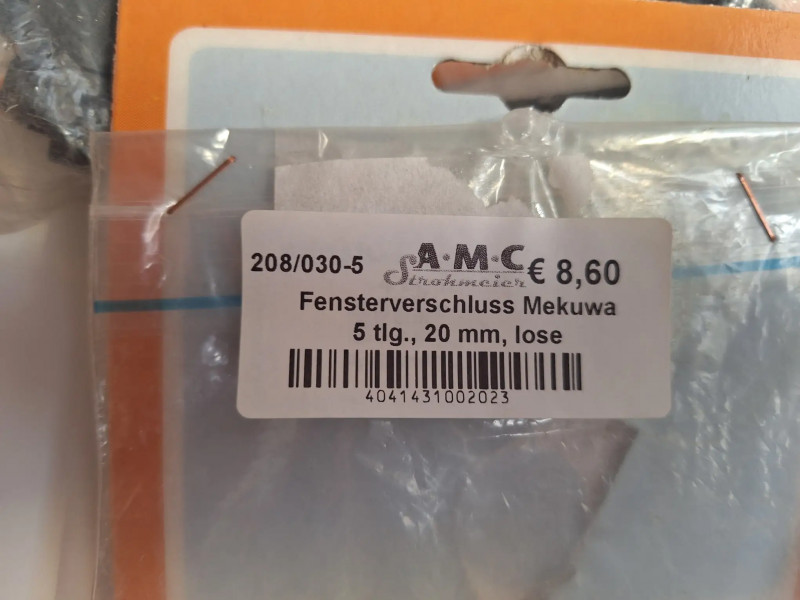 208/030-5 A·M·C Strohmeier € 8,60
Fensterverschluss Mekuwa
5 tlg., 20 mm, lose
4041431002023